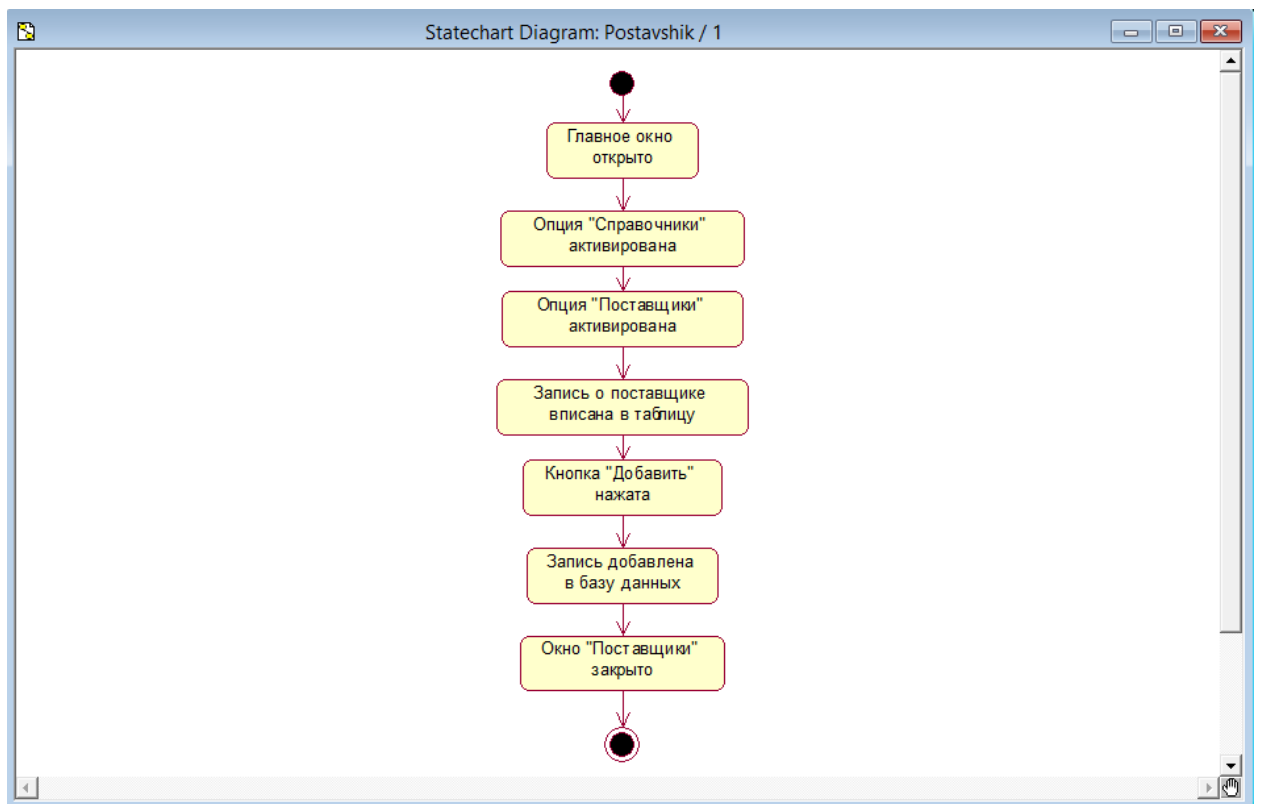 Statechart Diagram: Postavshik / 1
Главное окно
открыто
Опция "Справочники"
активирована
Опция "Поставщики"
активирована
Запись о поставщике
вписана в таблицу
Кнопка "Добавить"
нажата
Запись добавлена
в базу данных
Окно "Поставщики"
закрыто